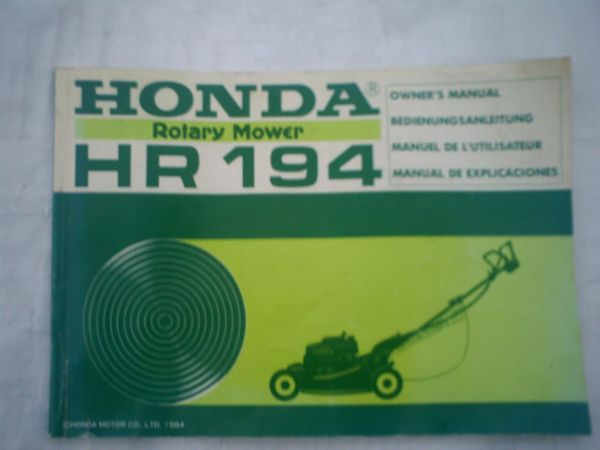 HONDA®
Rotary Mower
HR 194
OWNER'S MANUAL
BEDIENUNGSANLEITUNG
MANUEL DE L'UTILISATEUR
MANUAL DE EXPLICACIONES
©HONDA MOTOR CO., LTD. 1984